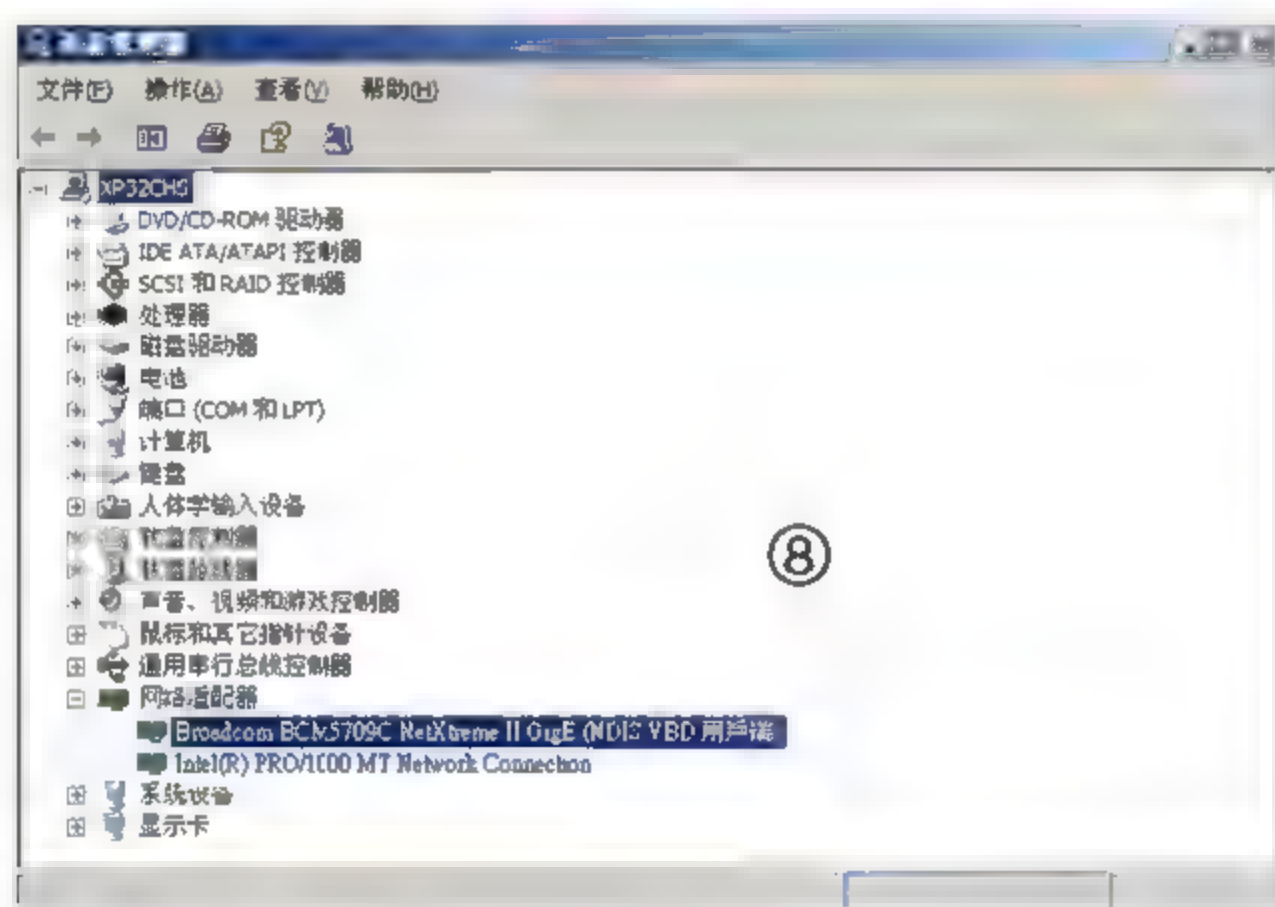 文件(F) 操作(A) 查看(V) 帮助(H)
XP32CHS
DVD/CD-ROM 驱动器
IDE ATA/ATAPI 控制器
SCSI 和 RAID 控制器
处理器
磁盘驱动器
电池
端口 (COM 和 LPT)
计算机
键盘
人体学输入设备
声音、视频和游戏控制器
鼠标和其它指针设备
通用串行总线控制器
网络适配器
Broadcom BCM5709C NetXtreme II GigE (NDIS VBD 用戶端
Intel(R) PRO/1000 MT Network Connection
系统设备
显示卡
⑧